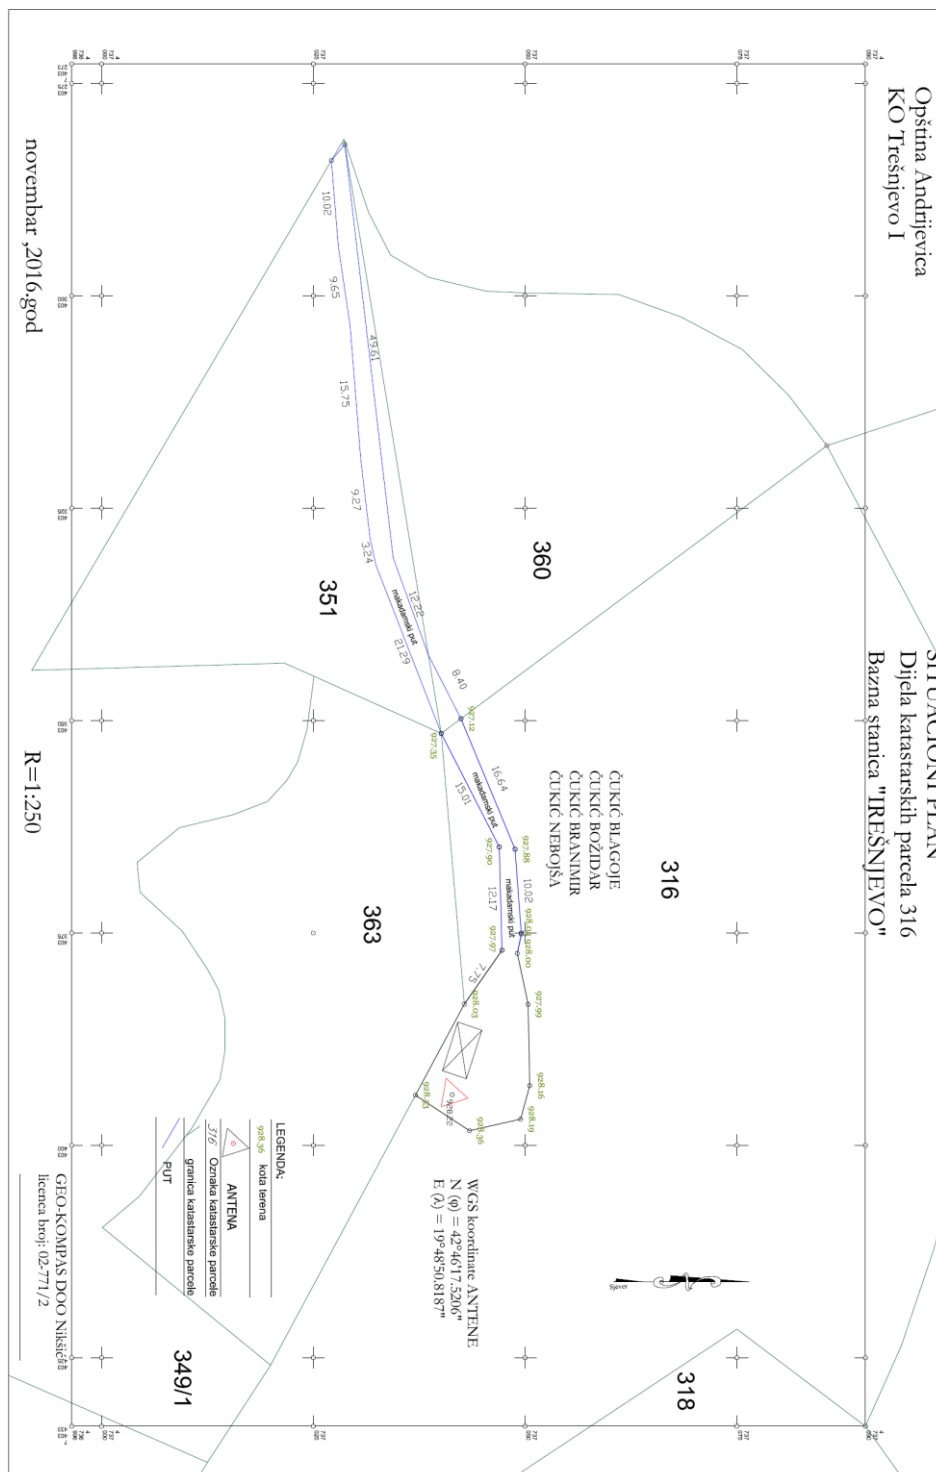 Opština Andrijevica
KO Trešnjevo I
SITUACIONI PLAN
Dijela katastarskih parcela 316
Bazna stanica "TREŠNJEVO"
360
351
316
363
318
349/1
ČUKIĆ BLAGOJE
ČUKIĆ BOŽIDAR
ČUKIĆ BRANIMIR
ČUKIĆ NEBOJŠA
10.02
9.65
49.61
15.75
9.27
3.24
12.22
makadamski put
21.29
8.40
927.12
927.35
16.64
makadamski put
15.01
927.88
927.90
10.02
makadamski put
12.17
928.00
927.97
7.75
927.99
928.03
928.16
928.19
928.22
928.36
WGS koordinate ANTENE
N (φ) = 42°46'17.5206"
E (λ) = 19°48'50.8187"
Sjever
LEGENDA:
928.36 kota terena
ANTENA
316 Oznaka katastarske parcele
granica katastarske parcele
PUT
novembar ,2016.god
R=1:250
GEO-KOMPAS DOO Nikšić
licenca broj: 02-771/2